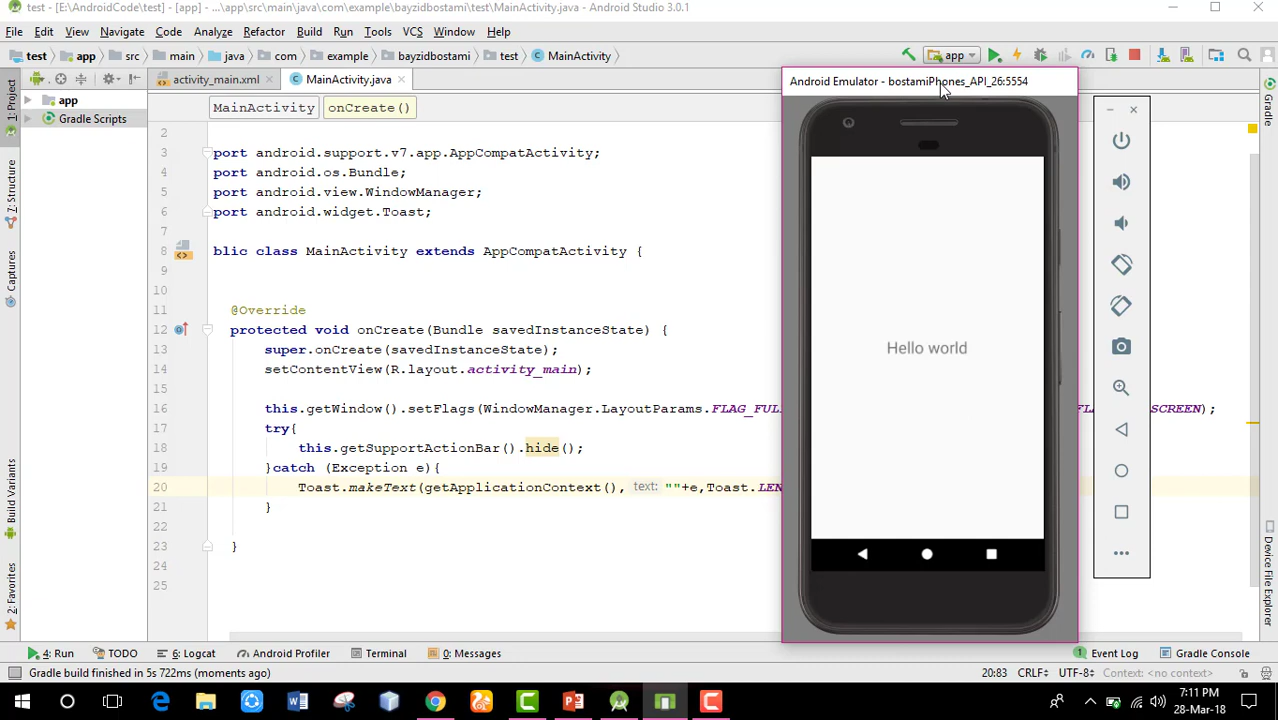 test - [E:\AndroidCode\test] - [app] - ...\app\src\main\java\com\example\bayzidbostami\test\MainActivity.java - Android Studio 3.0.1
File Edit View Navigate Code Analyze Refactor Build Run Tools VCS Window Help
test app src main java com example bayzidbostami test MainActivity app
Project activity_main.xml MainActivity.java
Android Emulator - bostamiPhones_API_26:5554
1: Project
Z: Structure
Captures
Build Variants
2: Favorites
app
Gradle Scripts
MainActivity onCreate()
2
3 port android.support.v7.app.AppCompatActivity;
4 port android.os.Bundle;
5 port android.view.WindowManager;
6 port android.widget.Toast;
7
8 blic class MainActivity extends AppCompatActivity {
9
10
11 @Override
12 protected void onCreate(Bundle savedInstanceState) {
13 super.onCreate(savedInstanceState);
14 setContentView(R.layout.activity_main);
15
16 this.getWindow().setFlags(WindowManager.LayoutParams.FLAG_FUL SCREEN);
17 try{
18 this.getSupportActionBar().hide();
19 }catch (Exception e){
20 Toast.makeText(getApplicationContext(), text: ""+e,Toast.LEN
21 }
22
23 }
24
25
Hello world
Gradle
Device File Explorer
4: Run TODO 6: Logcat Android Profiler Terminal 0: Messages 1 Event Log Gradle Console
Gradle build finished in 5s 722ms (moments ago) 20:83 CRLF UTF-8 Context: <no context>
7:11 PM
28-Mar-18